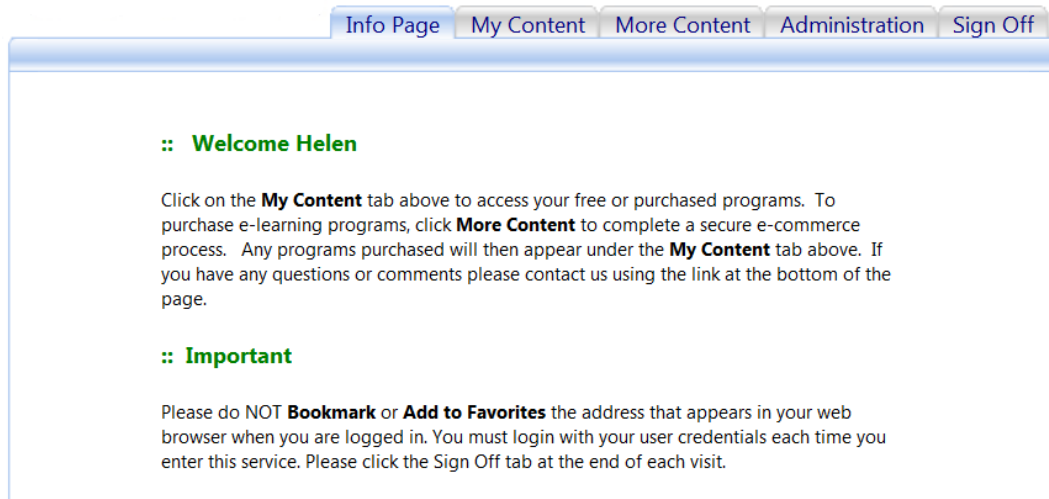 Info Page My Content More Content Administration Sign Off
:: Welcome Helen
Click on the My Content tab above to access your free or purchased programs. To
purchase e-learning programs, click More Content to complete a secure e-commerce
process. Any programs purchased will then appear under the My Content tab above. If
you have any questions or comments please contact us using the link at the bottom of the
page.
:: Important
Please do NOT Bookmark or Add to Favorites the address that appears in your web
browser when you are logged in. You must login with your user credentials each time you
enter this service. Please click the Sign Off tab at the end of each visit.